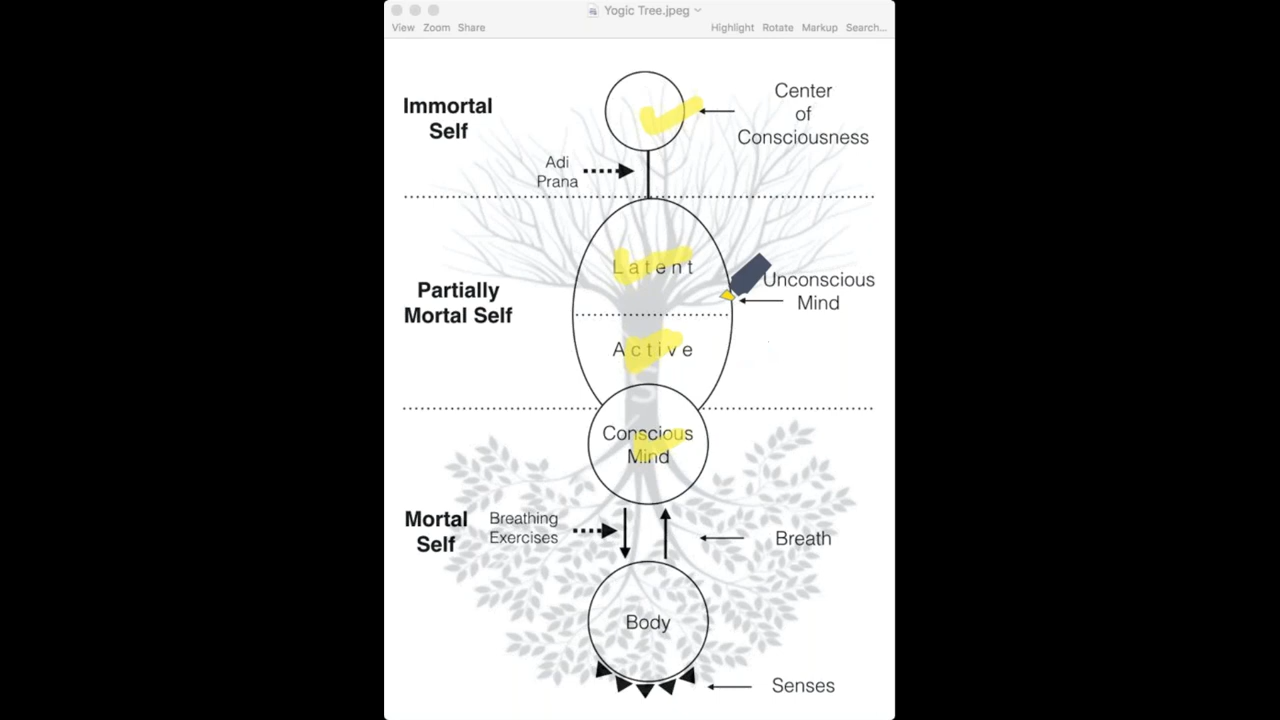 Yogic Tree.jpeg
View Zoom Share Highlight Rotate Markup Search...
Immortal
Self
Center
of
Consciousness
Adi
Prana
Latent
Partially
Mortal Self
Unconscious
Mind
Active
Conscious
Mind
Mortal
Self
Breathing
Exercises
Breath
Body
Senses